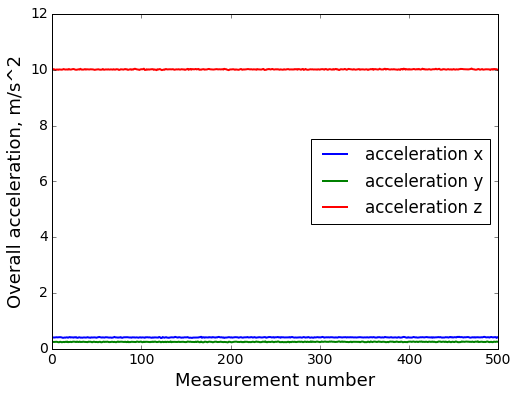 12
10
8
6
4
2
0
Overall acceleration, m/s^2
acceleration x
acceleration y
acceleration z
0 100 200 300 400 500
Measurement number